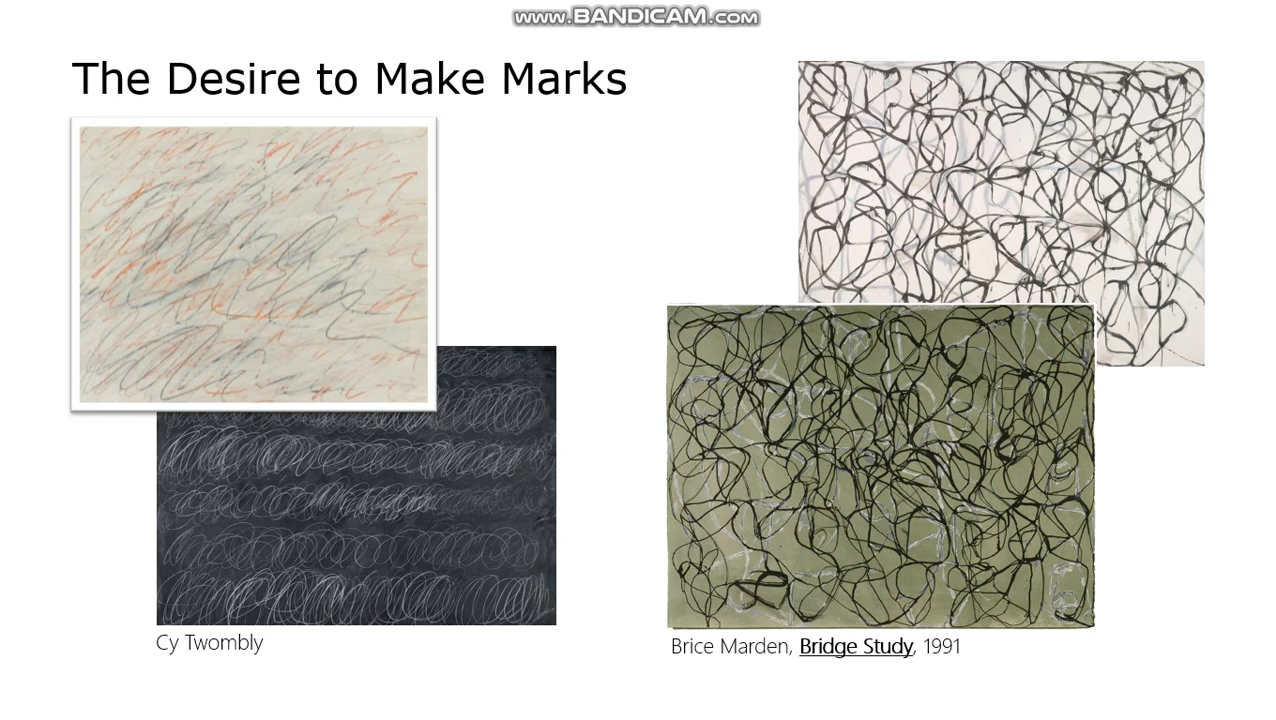 www.BANDICAM.com
The Desire to Make Marks
Cy Twombly
Brice Marden, Bridge Study, 1991